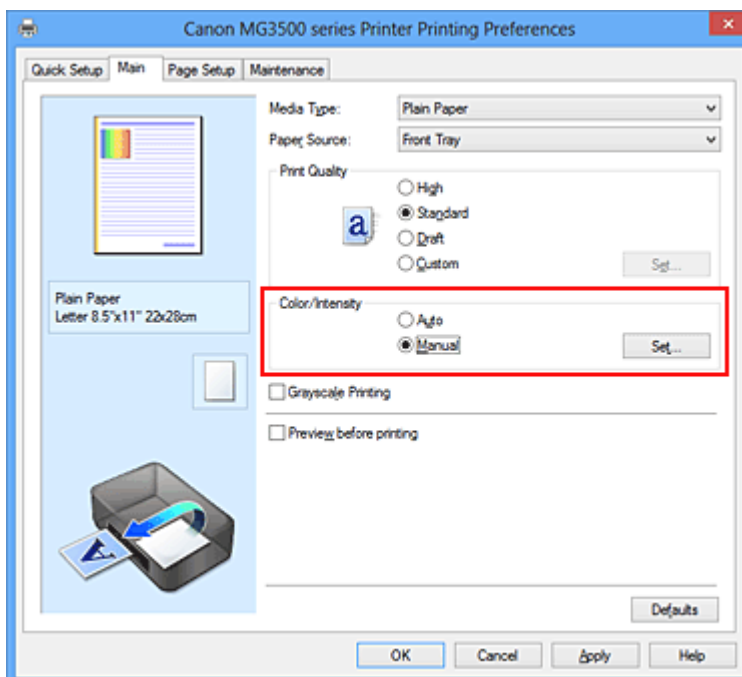 Canon MG3500 series Printer Printing Preferences
Quick Setup Main Page Setup Maintenance
Media Type: Plain Paper
Paper Source: Front Tray
Print Quality
High
a Standard
Draft
Custom Set...
Plain Paper
Letter 8.5"x11" 22x28cm
Color/Intensity
Auto
Manual Set...
Grayscale Printing
Preview before printing
A
Defaults
OK Cancel Apply Help